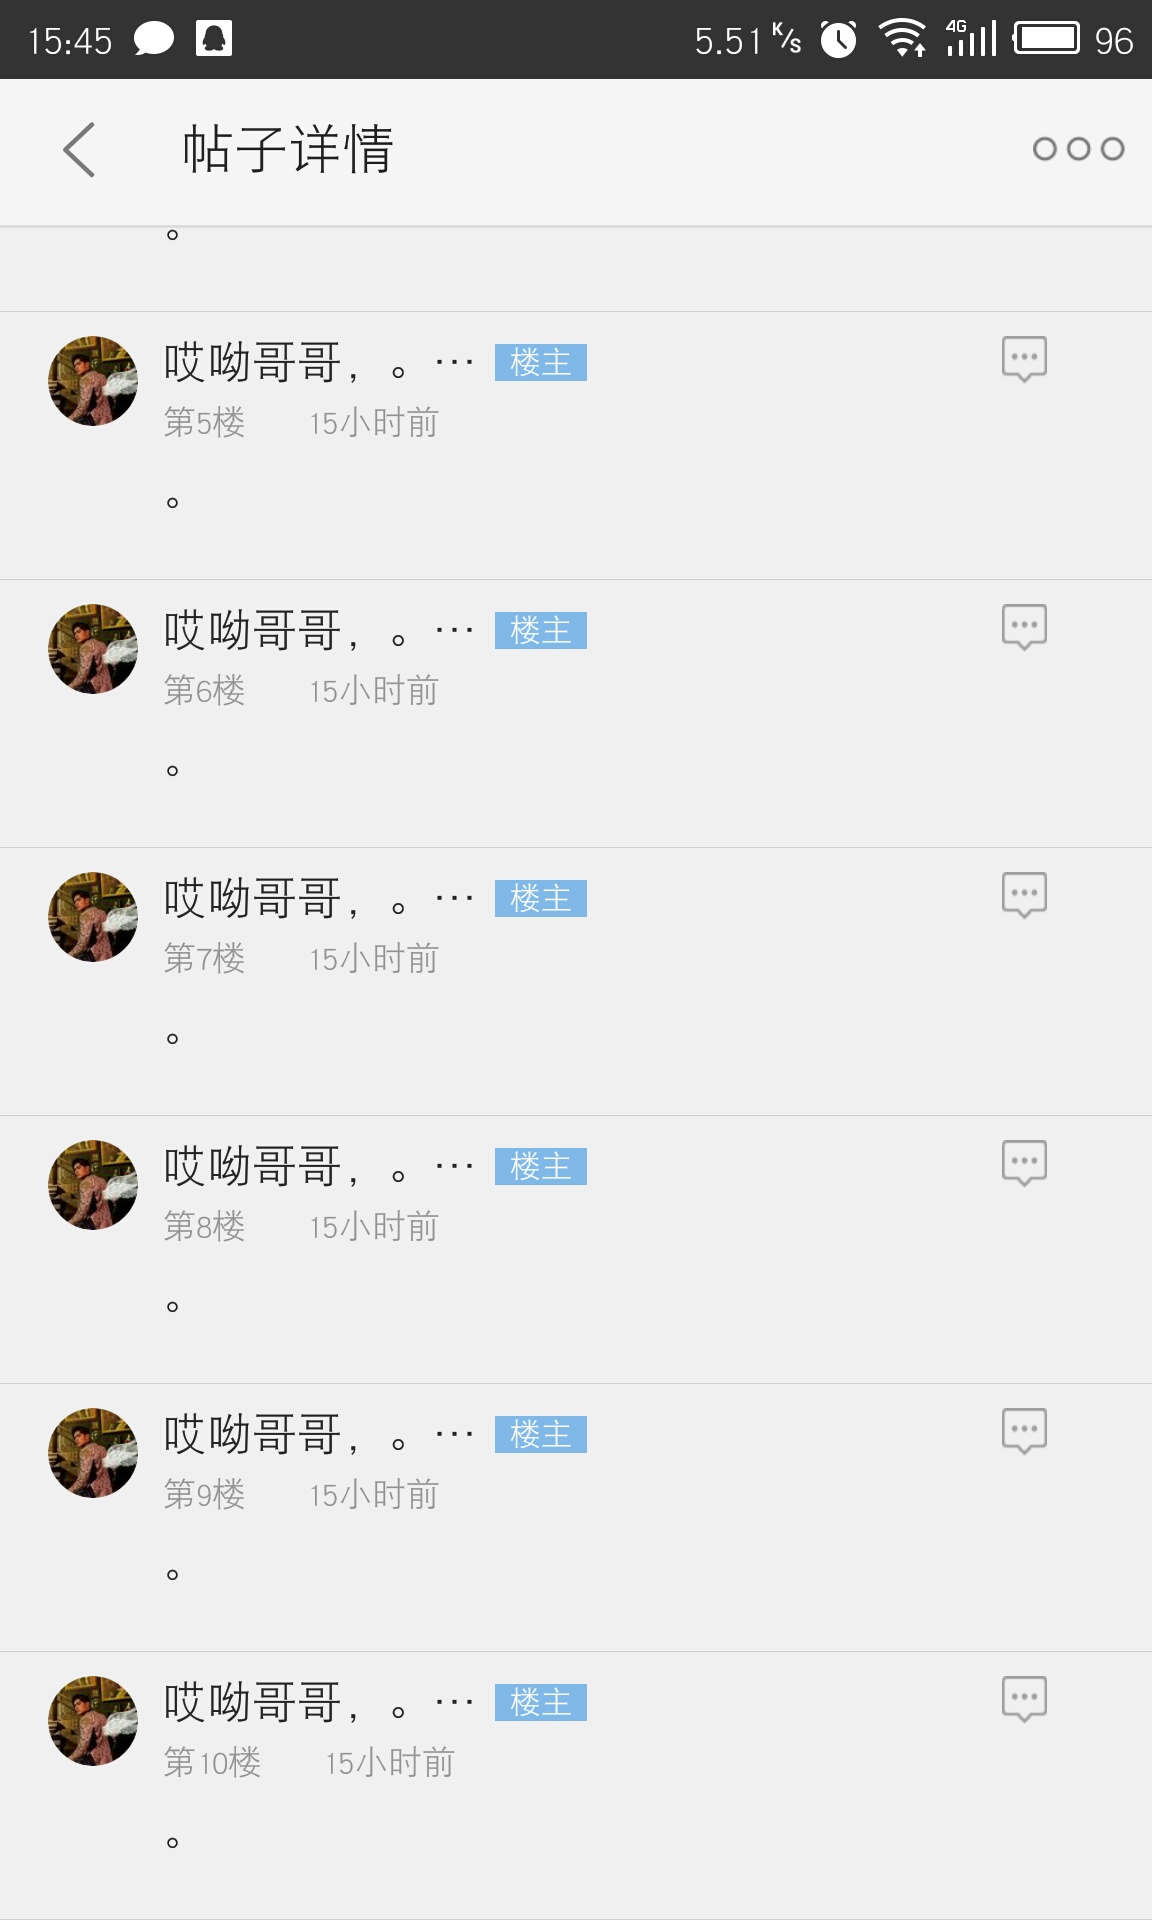 15:45 5.51 K/s 4G 96
帖子详情
。
哎呦哥哥，。… 楼主
第5楼 15小时前
。
哎呦哥哥，。… 楼主
第6楼 15小时前
。
哎呦哥哥，。… 楼主
第7楼 15小时前
。
哎呦哥哥，。… 楼主
第8楼 15小时前
。
哎呦哥哥，。… 楼主
第9楼 15小时前
。
哎呦哥哥，。… 楼主
第10楼 15小时前
。